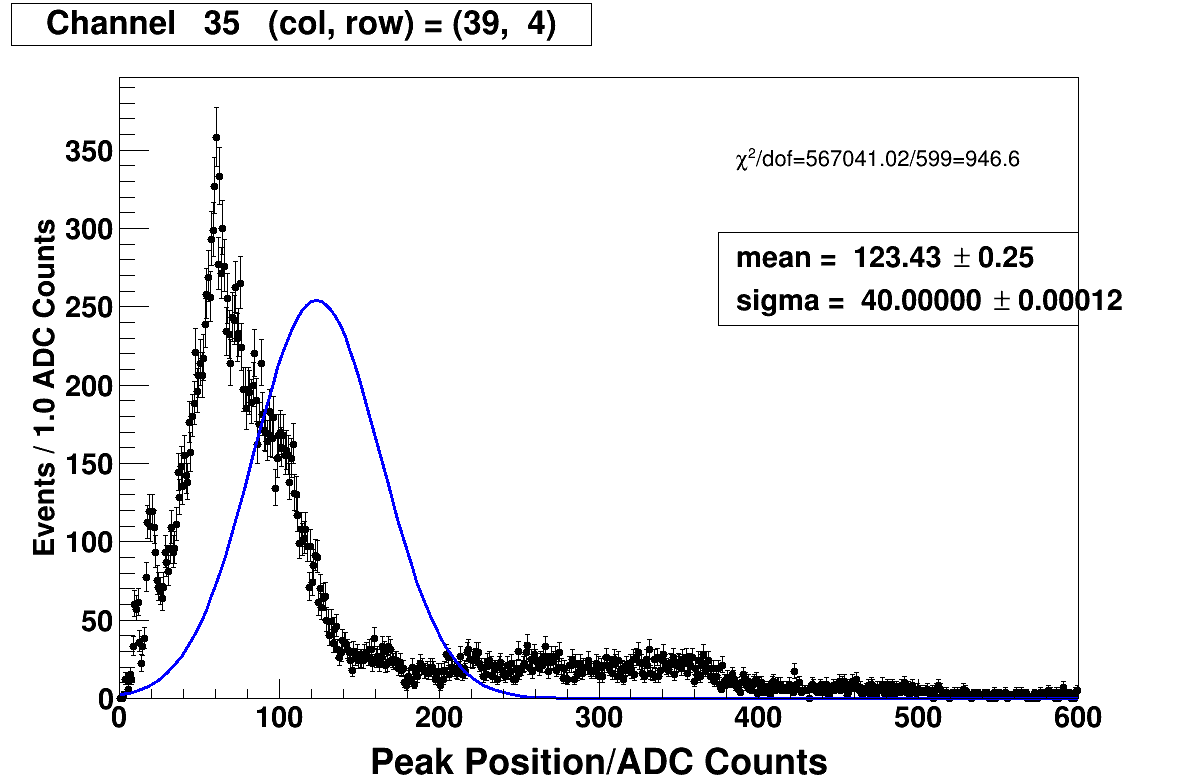 Channel 35 (col, row) = (39, 4)
χ²/dof=567041.02/599=946.6
mean = 123.43 ± 0.25
sigma = 40.00000 ± 0.00012
Events / 1.0 ADC Counts
350
300
250
200
150
100
50
0
0 100 200 300 400 500 600
Peak Position/ADC Counts